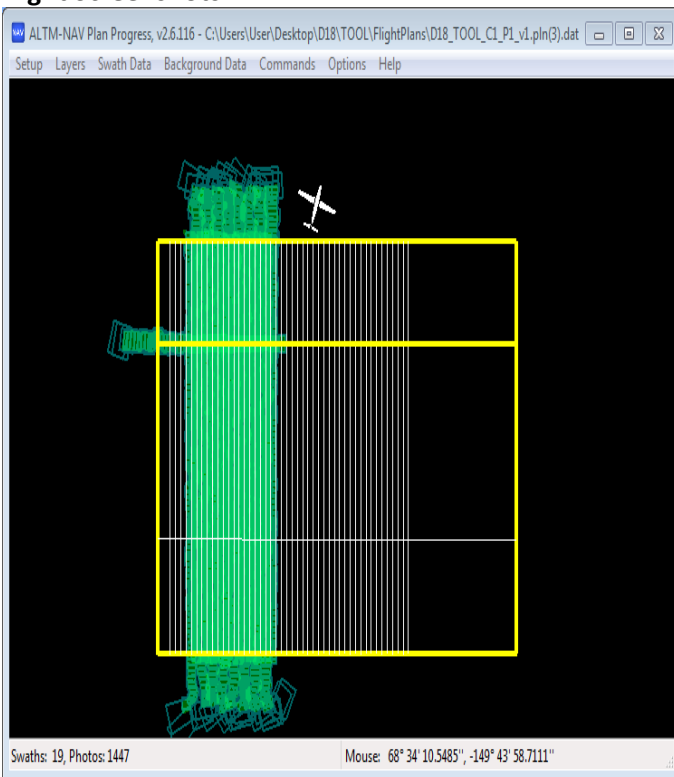 NAV ALTM-NAV Plan Progress, v2.6.116 - C:\Users\User\Desktop\D18\TOOL\FlightPlans\D18_TOOL_C1_P1_v1.pln(3).dat
Setup Layers Swath Data Background Data Commands Options Help
Swaths: 19, Photos: 1447 Mouse: 68° 34' 10.5485'', -149° 43' 58.7111''